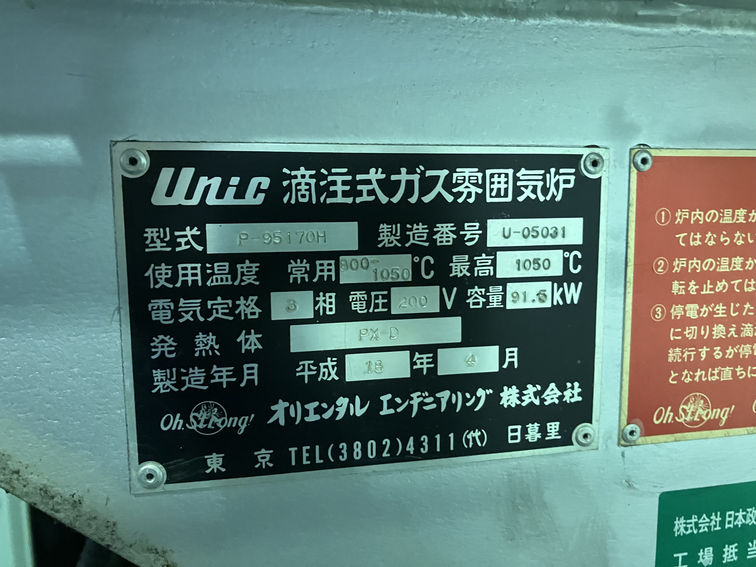 Unic 滴注式ガス雰囲気炉
型式 P-95170H 製造番号 U-05031
使用温度 常用 800~1050 ℃ 最高 1050 ℃
電気定格 3 相 電圧 200 V 容量 91.5 kW
発熱体 PX-D
製造年月 平成 18 年 4 月
Oh.Strong! オリエンタル エンヂニアリング 株式会社
東京 TEL(3802)4311(代) 日暮里
① 炉内の温度が
てはならない
② 炉内の温度か
転を止めては
③ 停電が生じた
に切り換え滴
続行するが停
となれば直ちに
Oh.Strong!
株式会社 日本政
工場抵当